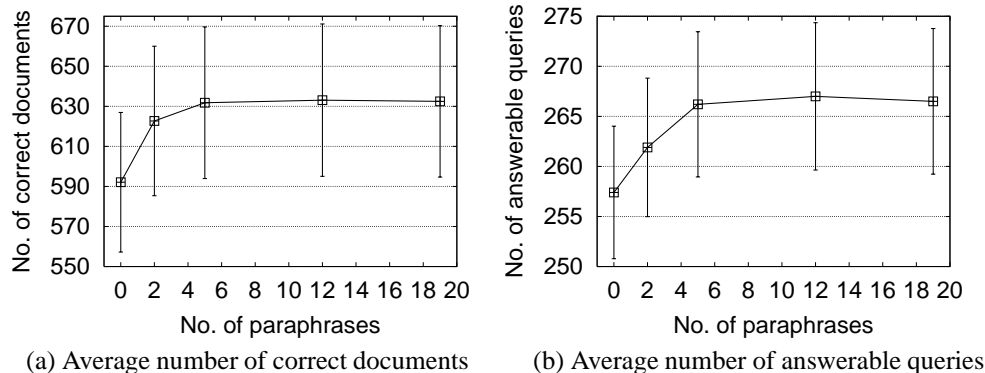 No. of correct documents
670
650
630
610
590
570
550
0 2 4 6 8 10 12 14 16 18 20
No. of paraphrases
(a) Average number of correct documents
No. of answerable queries
275
270
265
260
255
250
0 2 4 6 8 10 12 14 16 18 20
No. of paraphrases
(b) Average number of answerable queries